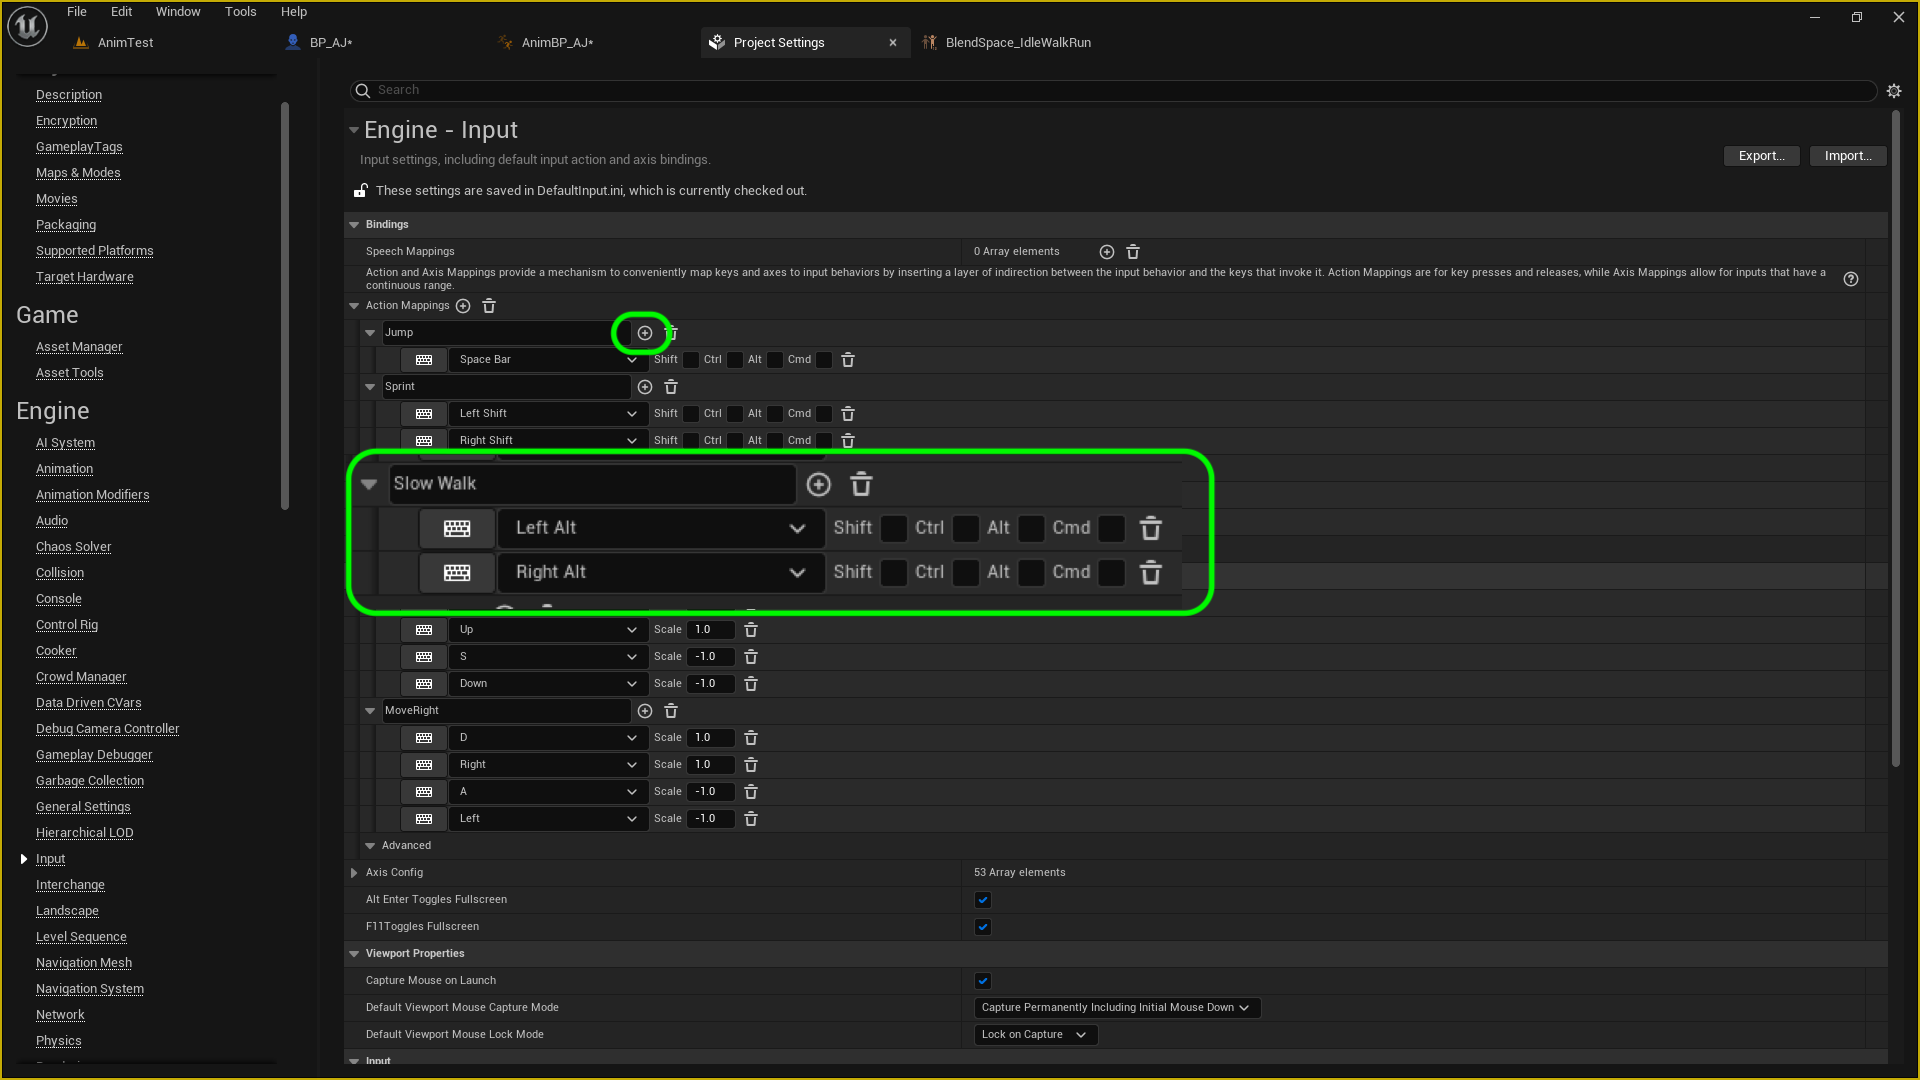 File Edit Window Tools Help
AnimTest BP_AJ* AnimBP_AJ* Project Settings BlendSpace_IdleWalkRun
Description
Encryption
GameplayTags
Maps & Modes
Movies
Packaging
Supported Platforms
Target Hardware
Game
Asset Manager
Asset Tools
Engine
AI System
Animation
Animation Modifiers
Audio
Chaos Solver
Collision
Console
Control Rig
Cooker
Crowd Manager
Data Driven CVars
Debug Camera Controller
Gameplay Debugger
Garbage Collection
General Settings
Hierarchical LOD
Input
Interchange
Landscape
Level Sequence
Navigation Mesh
Navigation System
Network
Physics
Search
Engine - Input
Input settings, including default input action and axis bindings.
Export... Import...
These settings are saved in DefaultInput.ini, which is currently checked out.
Bindings
Speech Mappings 0 Array elements
Action and Axis Mappings provide a mechanism to conveniently map keys and axes to input behaviors by inserting a layer of indirection between the input behavior and the keys that invoke it. Action Mappings are for key presses and releases, while Axis Mappings allow for inputs that have a
continuous range.
Action Mappings
Jump
Space Bar Shift Ctrl Alt Cmd
Sprint
Left Shift Shift Ctrl Alt Cmd
Right Shift Shift Ctrl Alt Cmd
Slow Walk
Left Alt Shift Ctrl Alt Cmd
Right Alt Shift Ctrl Alt Cmd
Up Scale 1.0
S Scale -1.0
Down Scale -1.0
MoveRight
D Scale 1.0
Right Scale 1.0
A Scale -1.0
Left Scale -1.0
Advanced
Axis Config 53 Array elements
Alt Enter Toggles Fullscreen
F11Toggles Fullscreen
Viewport Properties
Capture Mouse on Launch
Default Viewport Mouse Capture Mode Capture Permanently Including Initial Mouse Down
Default Viewport Mouse Lock Mode Lock on Capture
Input